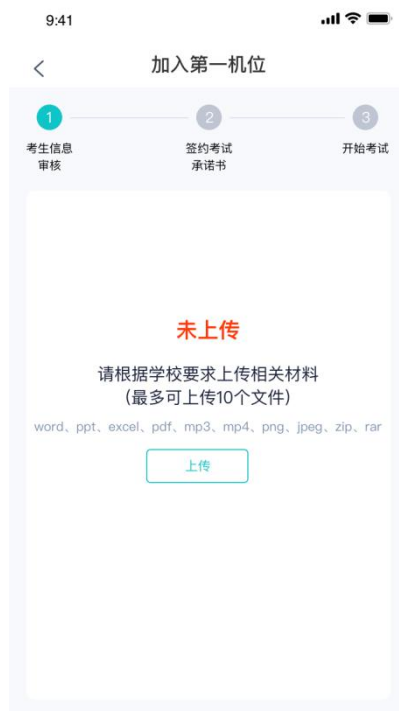 9:41
加入第一机位
1
2
3
考生信息
审核
签约考试
承诺书
开始考试
未上传
请根据学校要求上传相关材料
(最多可上传10个文件)
word、ppt、excel、pdf、mp3、mp4、png、jpeg、zip、rar
上传